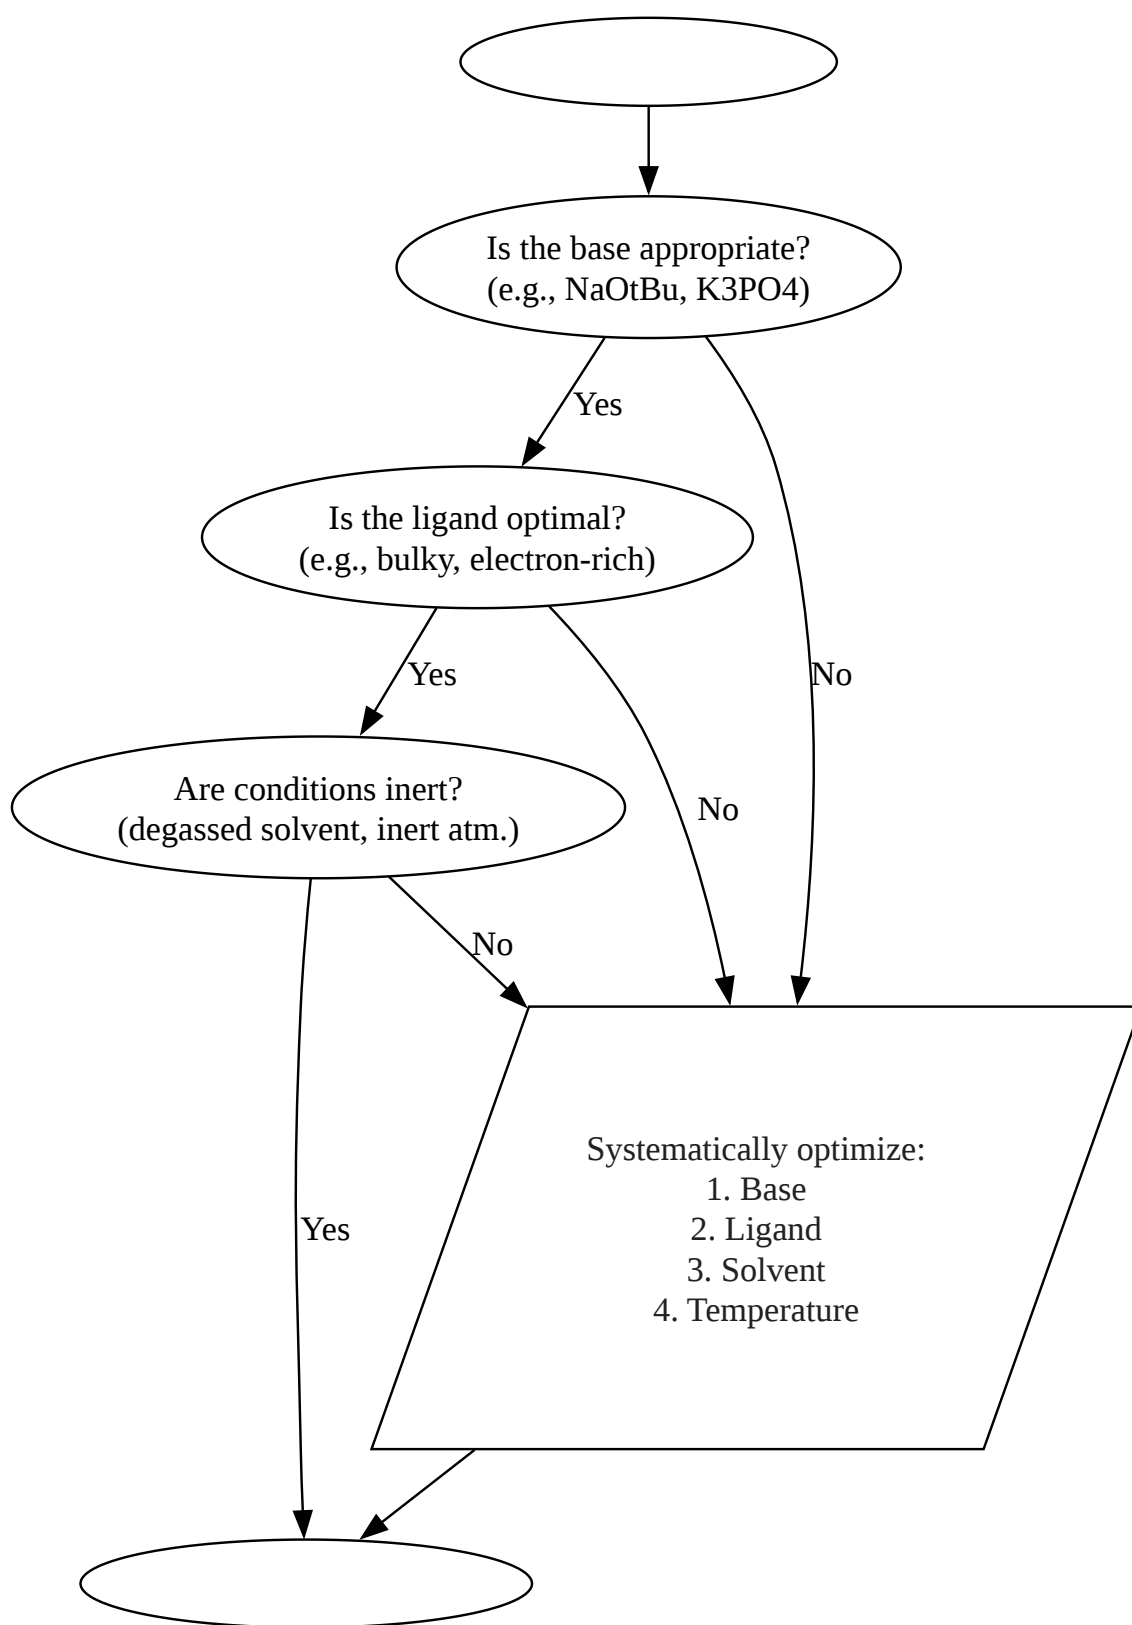 Is the base appropriate?
(e.g., NaOtBu, K3PO4)
Yes
Is the ligand optimal?
(e.g., bulky, electron-rich)
Yes
No
Are conditions inert?
(degassed solvent, inert atm.)
No
No
Systematically optimize:
1. Base
2. Ligand
3. Solvent
4. Temperature
Yes